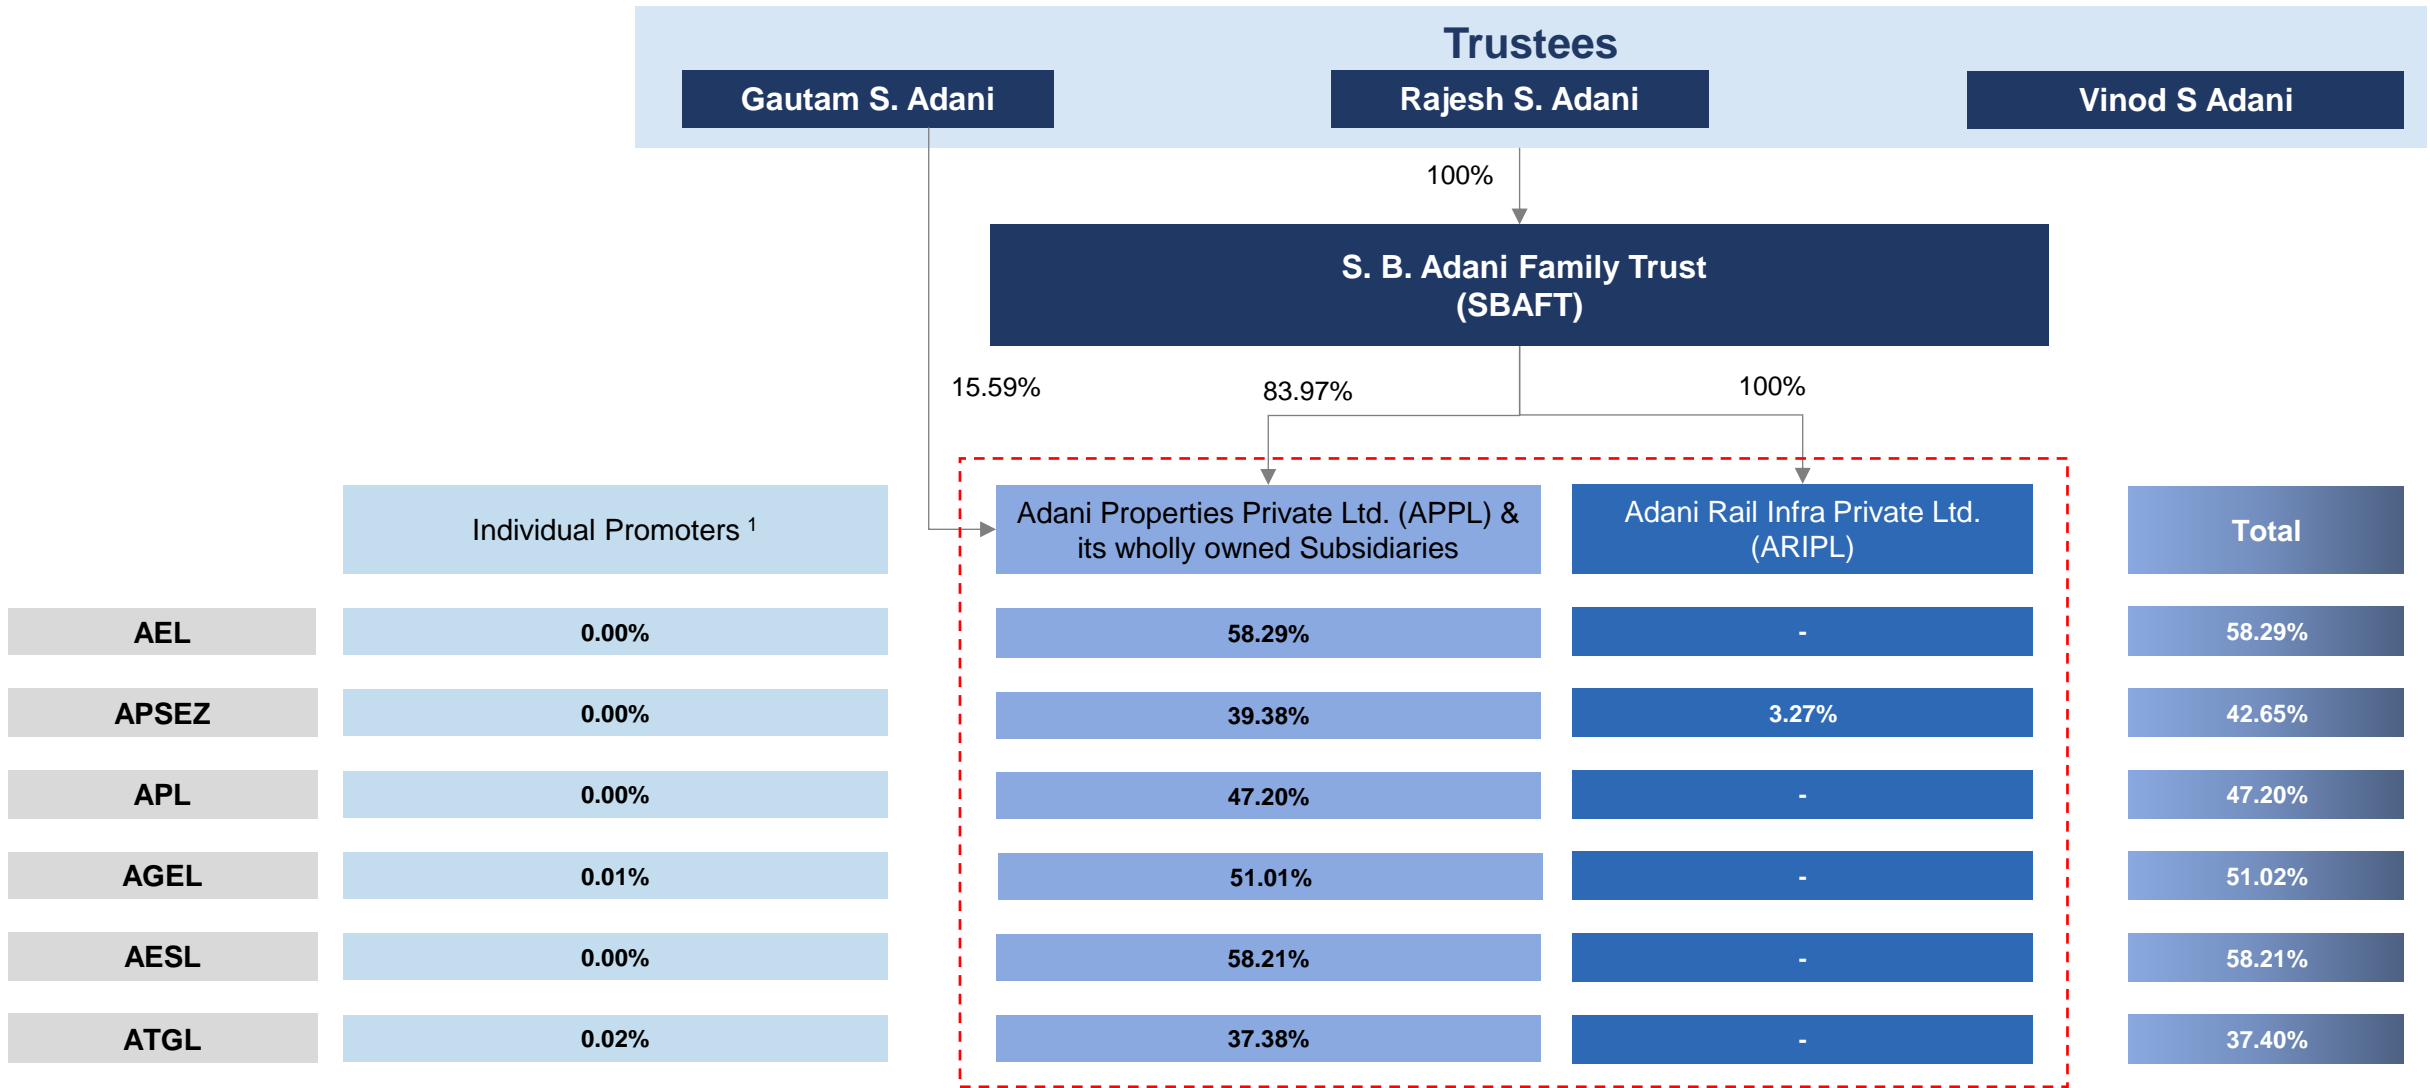 Trustees
Gautam S. Adani
Rajesh S. Adani
Vinod S Adani
100%
S. B. Adani Family Trust
(SBAFT)
15.59%
83.97%
100%
Individual Promoters 1
Adani Properties Private Ltd. (APPL) &
its wholly owned Subsidiaries
Adani Rail Infra Private Ltd.
(ARIPL)
Total
AEL
0.00%
58.29%
-
58.29%
APSEZ
0.00%
39.38%
3.27%
42.65%
APL
0.00%
47.20%
-
47.20%
AGEL
0.01%
51.01%
-
51.02%
AESL
0.00%
58.21%
-
58.21%
ATGL
0.02%
37.38%
-
37.40%